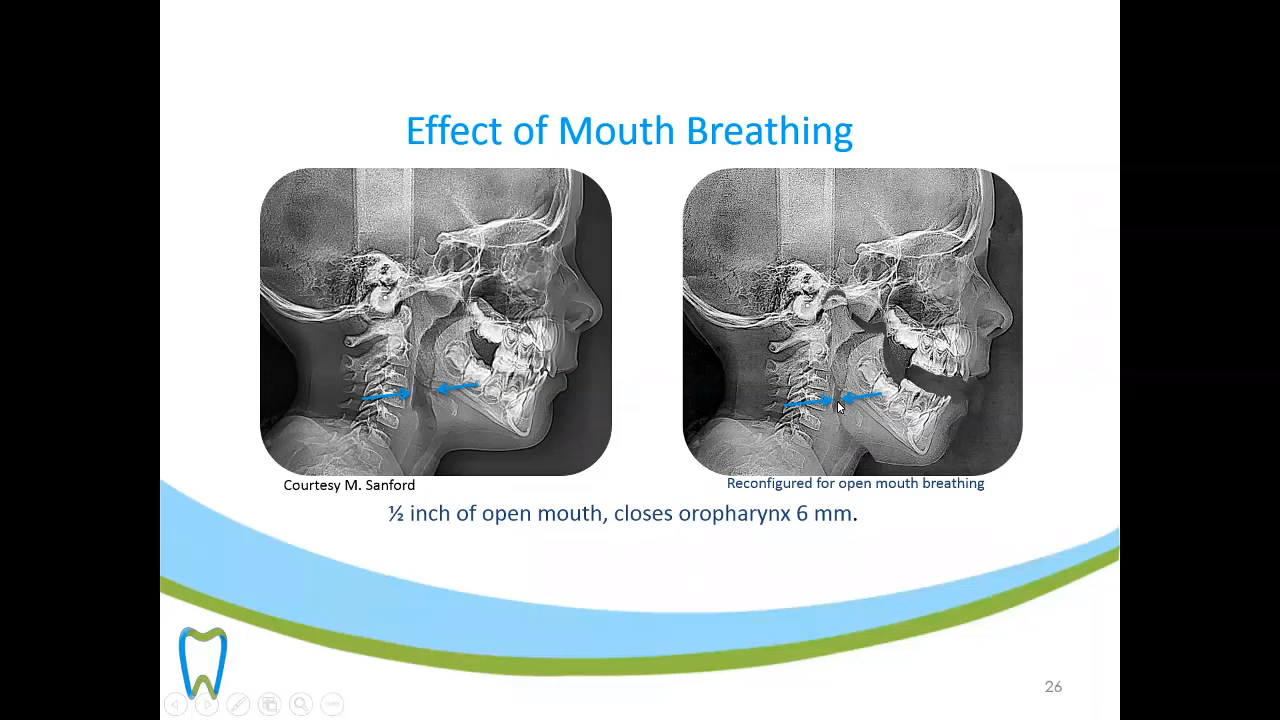 Effect of Mouth Breathing
Courtesy M. Sanford
Reconfigured for open mouth breathing
½ inch of open mouth, closes oropharynx 6 mm.
26